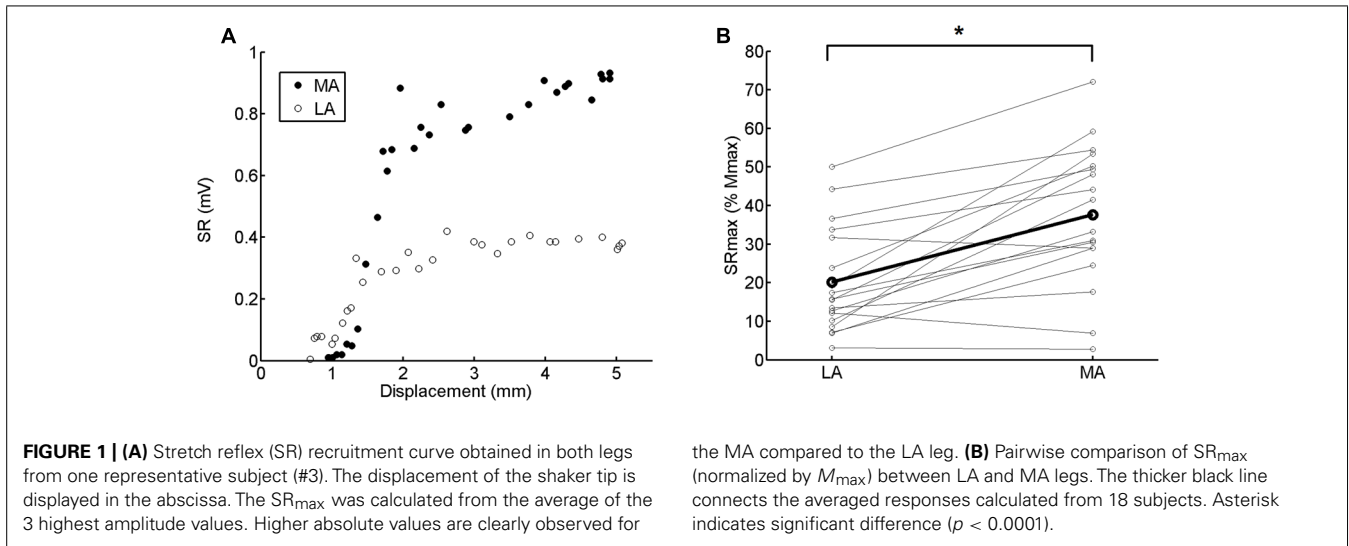 A
1
0.8
0.6
0.4
0.2
0
SR (mV)
MA
LA
0 1 2 3 4 5
Displacement (mm)
B
*
80
70
60
50
40
30
20
10
0
SRmax (% Mmax)
LA MA
FIGURE 1 | (A) Stretch reflex (SR) recruitment curve obtained in both legs
from one representative subject (#3). The displacement of the shaker tip is
displayed in the abscissa. The SRmax was calculated from the average of the
3 highest amplitude values. Higher absolute values are clearly observed for
the MA compared to the LA leg. (B) Pairwise comparison of SRmax
(normalized by Mmax) between LA and MA legs. The thicker black line
connects the averaged responses calculated from 18 subjects. Asterisk
indicates significant difference (p < 0.0001).